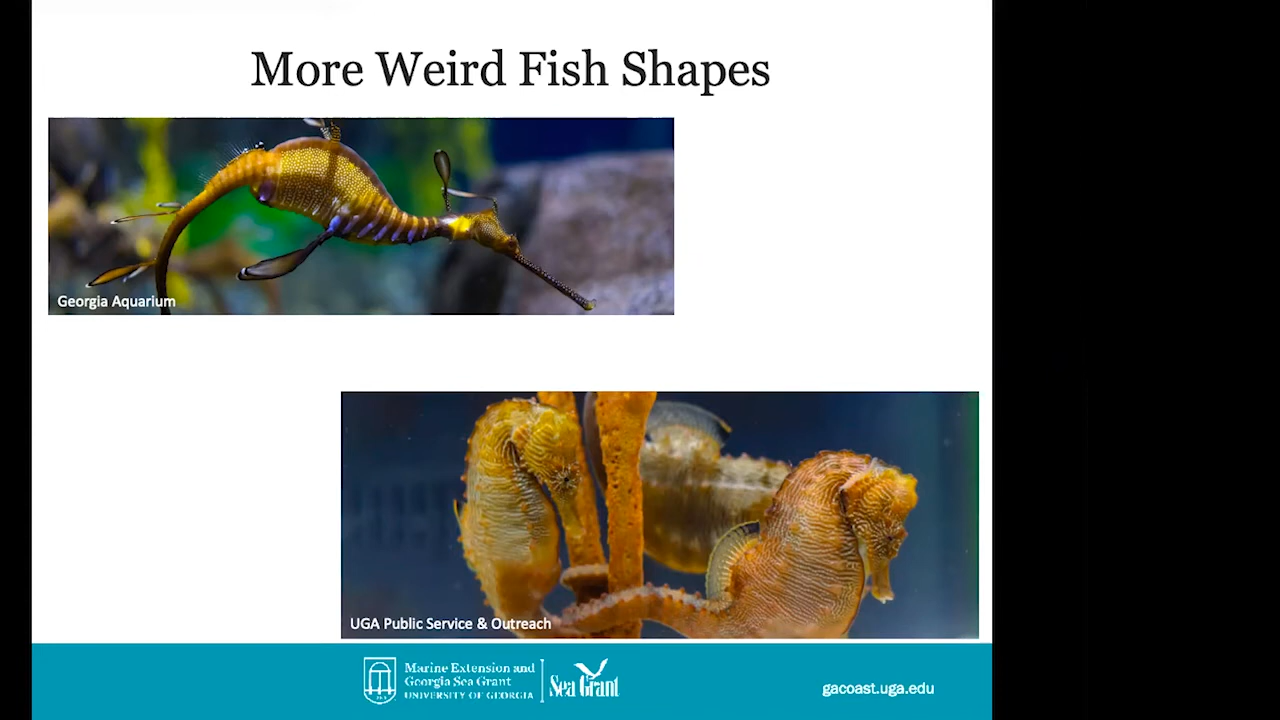 More Weird Fish Shapes
Georgia Aquarium
UGA Public Service & Outreach
Marine Extension and
Georgia Sea Grant
UNIVERSITY OF GEORGIA
Sea Grant
gacoast.uga.edu